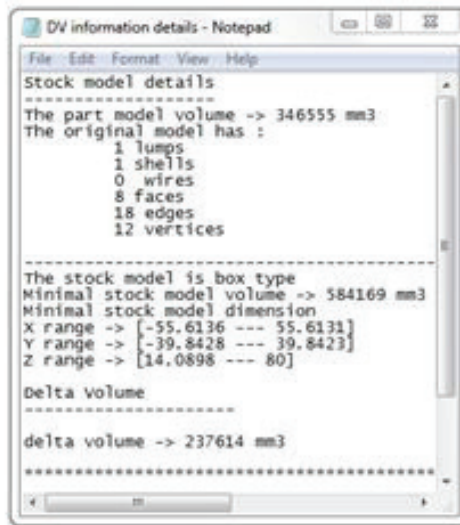 DV information details - Notepad
File Edit Format View Help
Stock model details
--------------------
The part model volume -> 346555 mm3
The original model has :
1 lumps
1 shells
0 wires
8 faces
18 edges
12 vertices
--------------------------------------------
The stock model is box type
Minimal stock model volume -> 584169 mm3
Minimal stock model dimension
X range -> [-55.6136 --- 55.6131]
Y range -> [-39.8428 --- 39.8423]
Z range -> [14.0898 --- 80]
Delta Volume
----------------------
delta volume -> 237614 mm3
********************************************